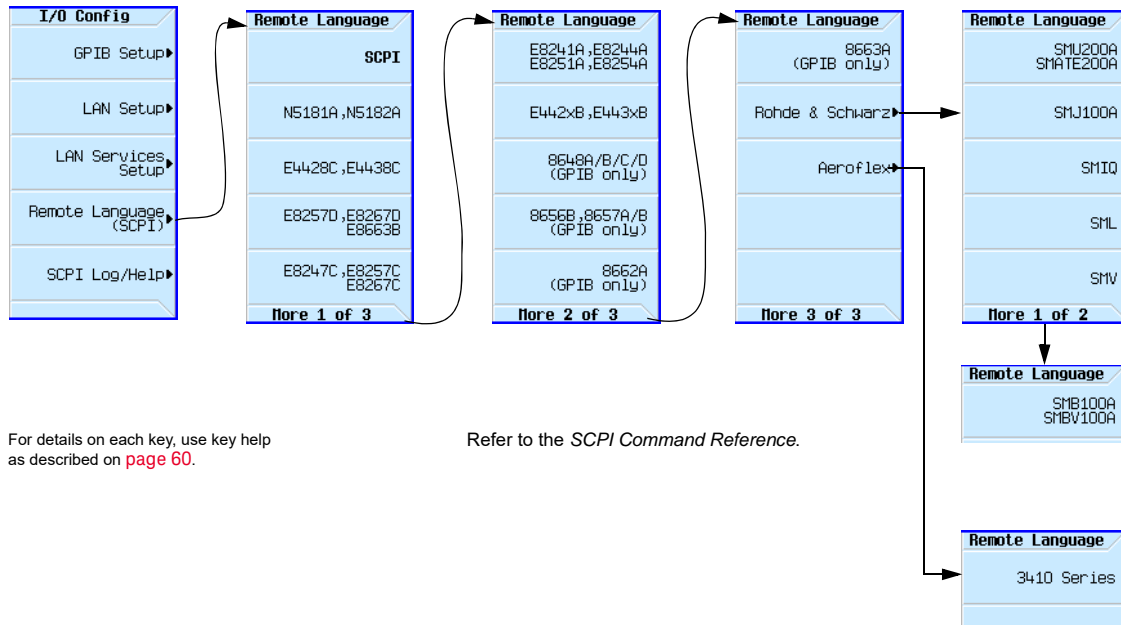 I/O Config
GPIB Setup
LAN Setup
LAN Services
Setup
Remote Language
(SCPI)
SCPI Log/Help
Remote Language
SCPI
N5181A,N5182A
E4428C,E4438C
E8257D,E8267D
E8663B
E8247C,E8257C
E8267C
More 1 of 3
Remote Language
E8241A,E8244A
E8251A,E8254A
E442xB,E443xB
8648A/B/C/D
(GPIB only)
8656B,8657A/B
(GPIB only)
8662A
(GPIB only)
More 2 of 3
Remote Language
8663A
(GPIB only)
Rohde & Schwarz
Aeroflex
More 3 of 3
Remote Language
SMU200A
SMATE200A
SMJ100A
SMIQ
SML
SMV
More 1 of 2
Remote Language
SMB100A
SMBV100A
For details on each key, use key help
as described on page 60.
Refer to the SCPI Command Reference.
Remote Language
3410 Series